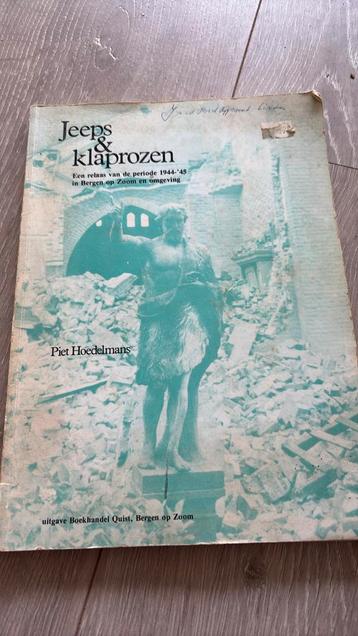 Jeeps
&
klaprozen
Een relaas van de periode 1944-'45
in Bergen op Zoom en omgeving
Piet Hoedelmans
uitgave Boekhandel Quist, Bergen op Zoom